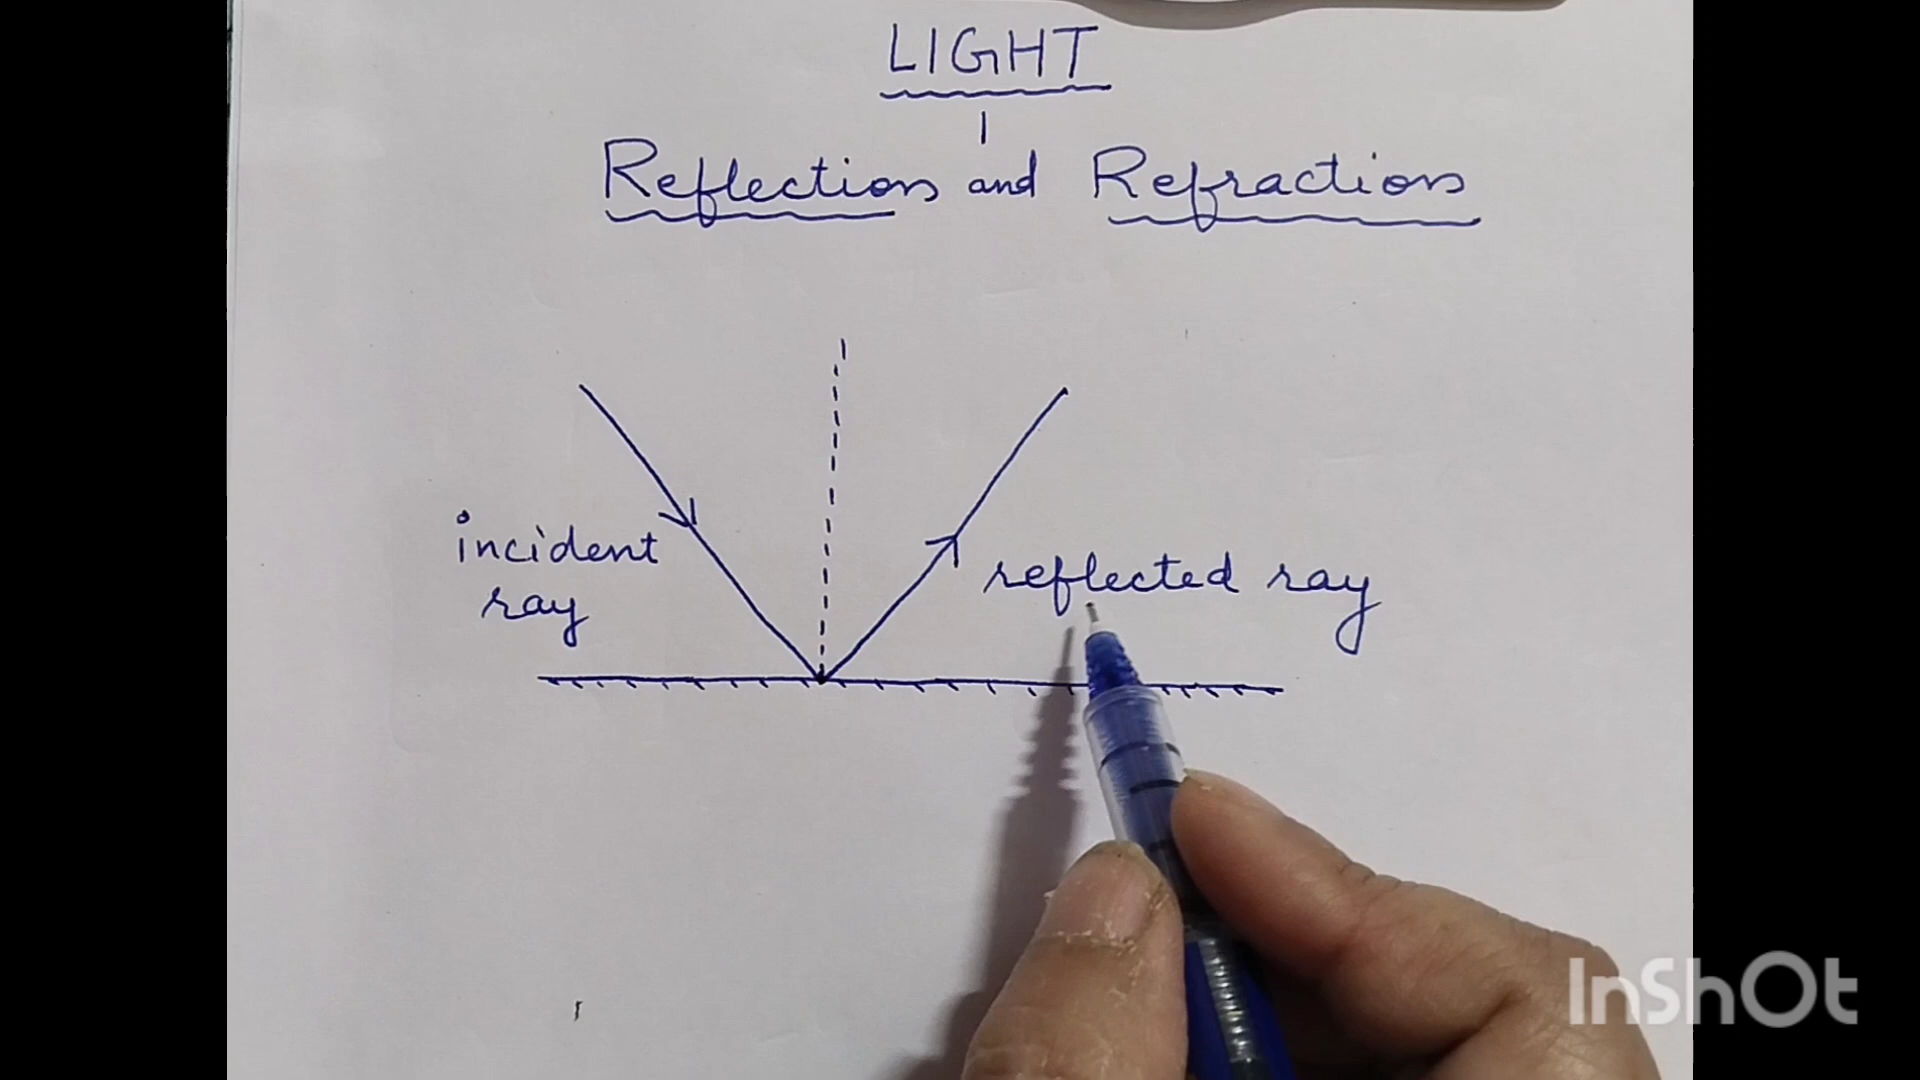 LIGHT
Reflection and Refraction
incident
ray
reflected ray
InShOt